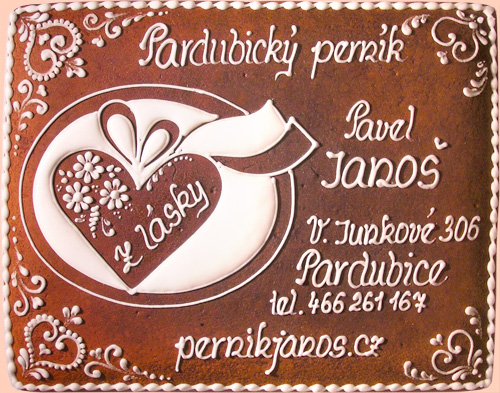 Pardubický perník
Z lásky
Pavel
JANOŠ
V. Junkové 306
Pardubice
tel. 466 261 167
pernikjanos.cz